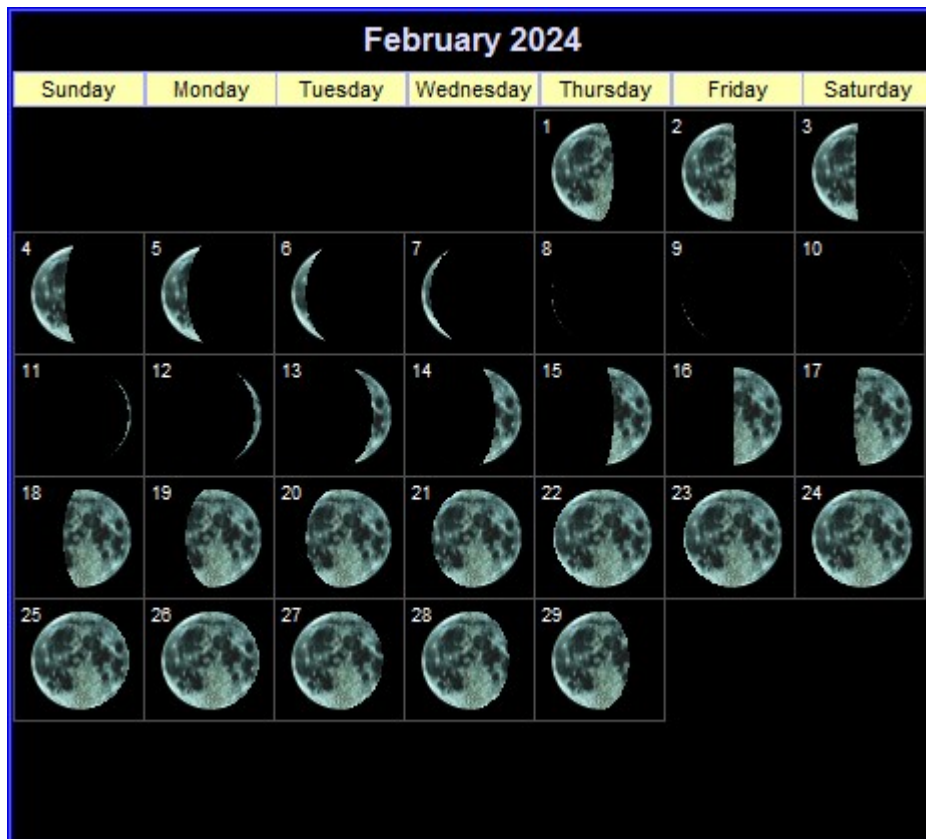 February 2024
Sunday Monday Tuesday Wednesday Thursday Friday Saturday
1 2 3
4 5 6 7 8 9 10
11 12 13 14 15 16 17
18 19 20 21 22 23 24
25 26 27 28 29